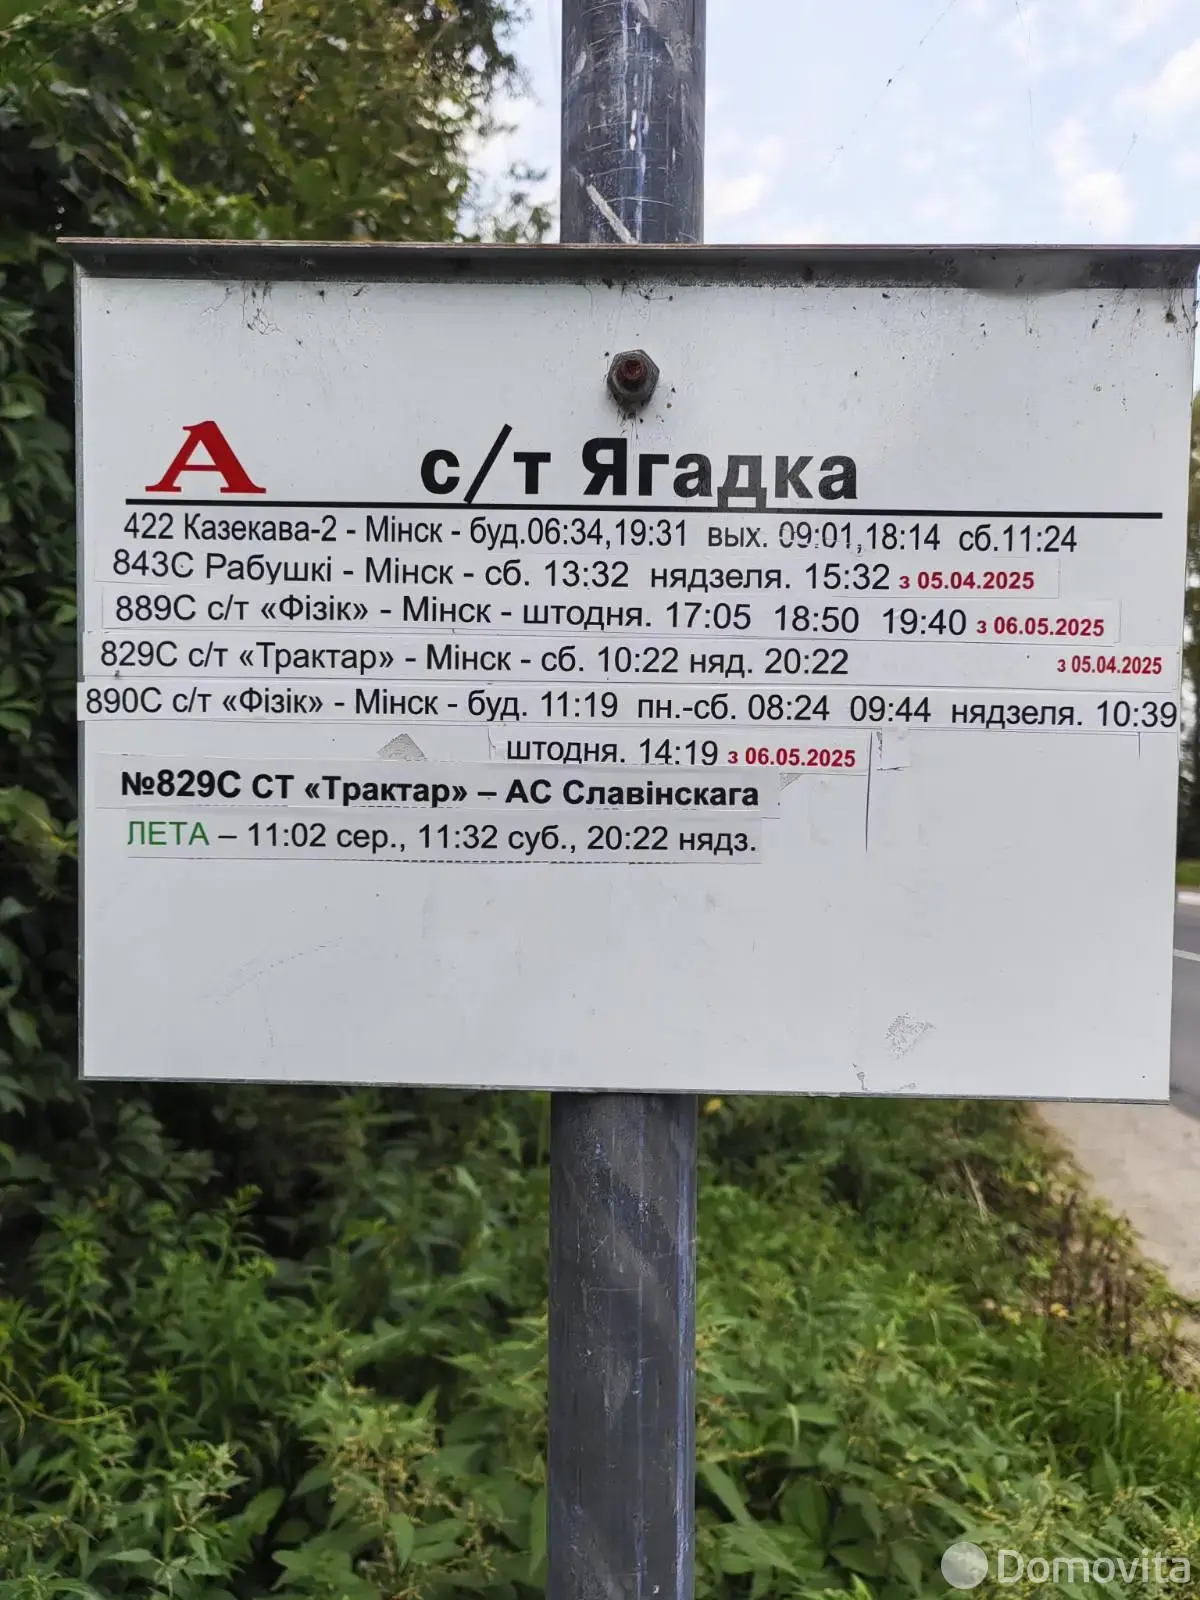 А с/т Ягадка
422 Казекава-2 - Мінск - буд.06:34,19:31 вых. 09:01,18:14 сб.11:24
843С Рабушкі - Мінск - сб. 13:32 нядзеля. 15:32 з 05.04.2025
889С с/т «Фізік» - Мінск - штодня. 17:05 18:50 19:40 з 06.05.2025
829С с/т «Трактар» - Мінск - сб. 10:22 няд. 20:22 з 05.04.2025
890С с/т «Фізік» - Мінск - буд. 11:19 пн.-сб. 08:24 09:44 нядзеля. 10:39
штодня. 14:19 з 06.05.2025
№829С СТ «Трактар» – АС Славінскага
ЛЕТА – 11:02 сер., 11:32 суб., 20:22 нядз.
Domovita